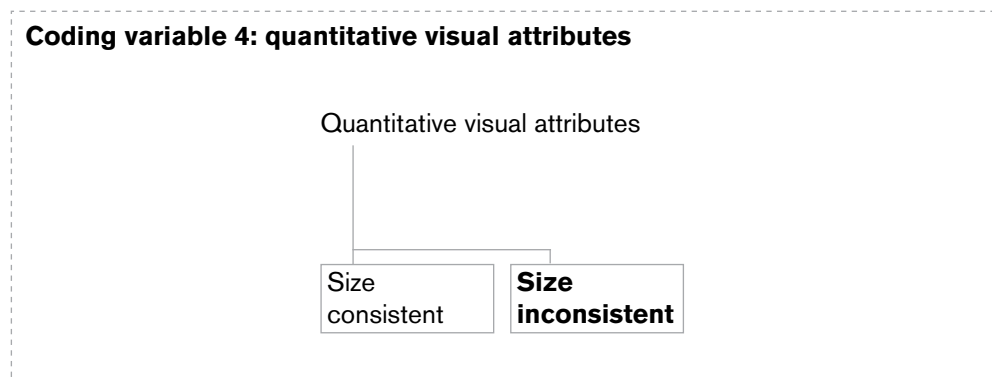 Coding variable 4: quantitative visual attributes
Quantitative visual attributes
Size
consistent
Size
inconsistent